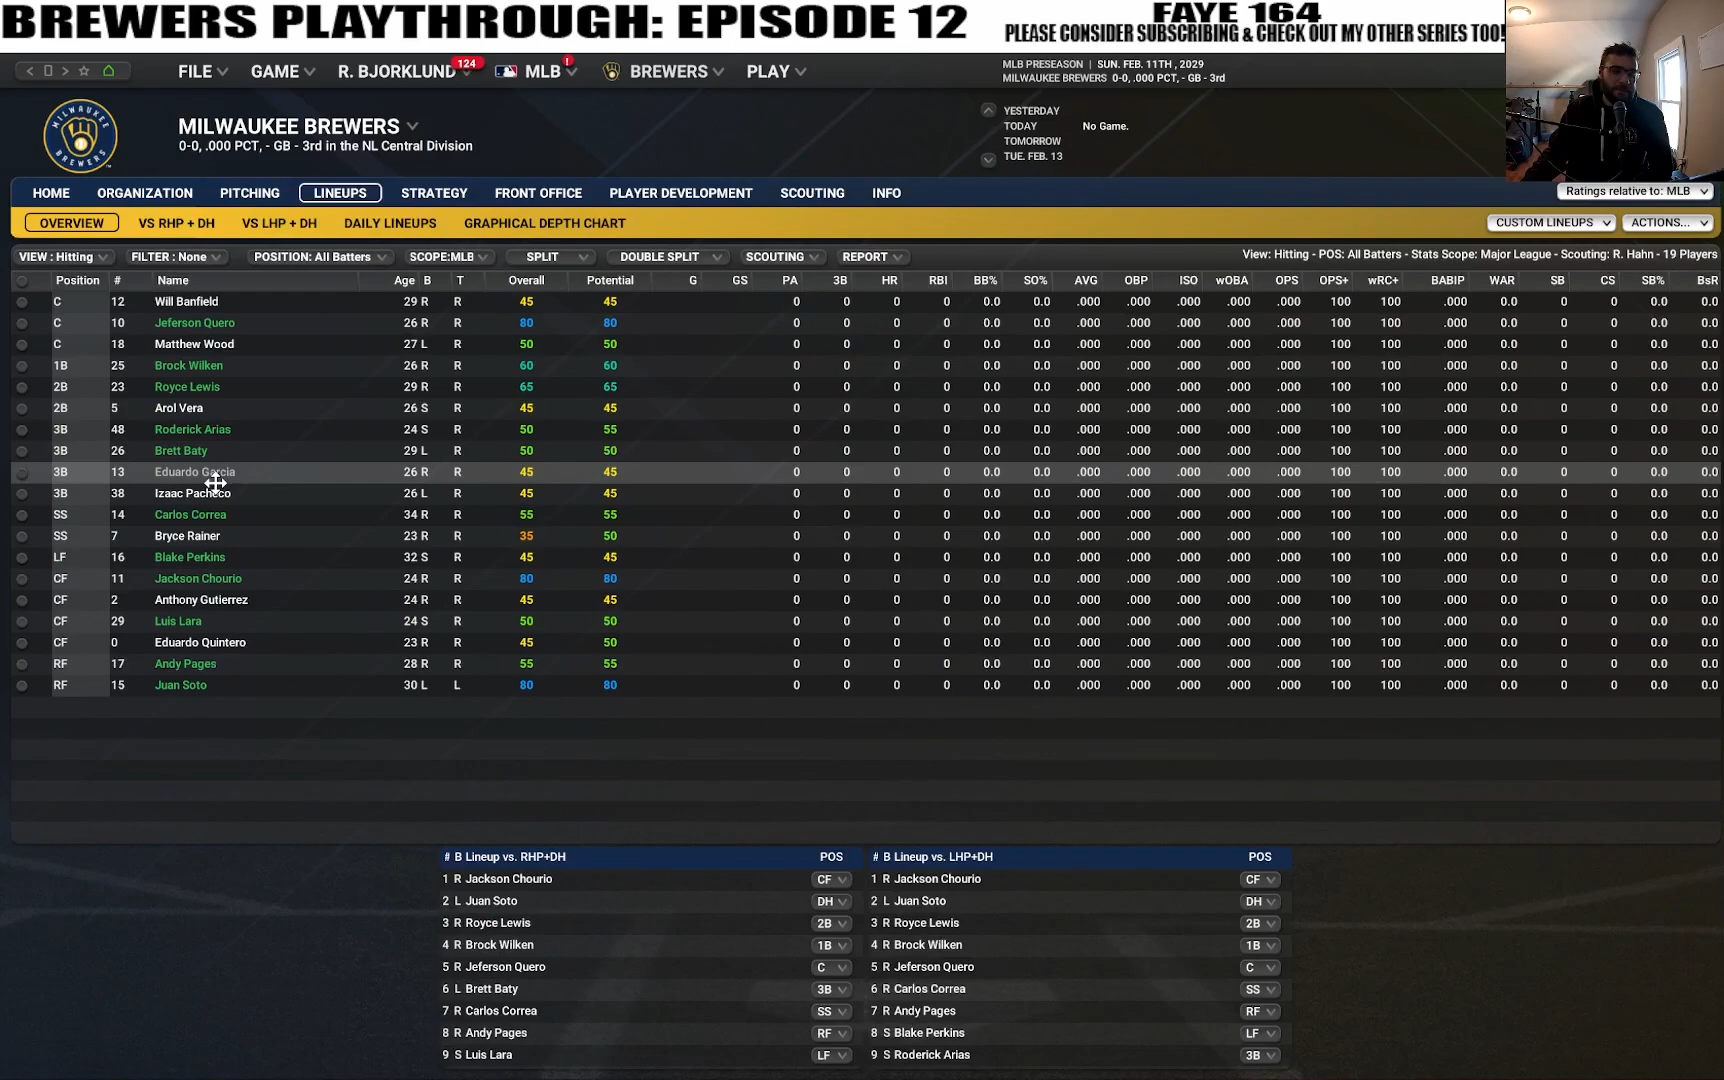 BREWERS PLAYTHROUGH: EPISODE 12
FAYE 164
PLEASE CONSIDER SUBSCRIBING & CHECK OUT MY OTHER SERIES TOO!
FILE GAME R. BJORKLUND 124 MLB ! BREWERS PLAY
MLB PRESEASON | SUN. FEB. 11TH, 2029
MILWAUKEE BREWERS 0-0, .000 PCT, - GB - 3rd
MILWAUKEE BREWERS
0-0, .000 PCT, - GB - 3rd in the NL Central Division
YESTERDAY
TODAY No Game.
TOMORROW
TUE. FEB. 13
HOME ORGANIZATION PITCHING LINEUPS STRATEGY FRONT OFFICE PLAYER DEVELOPMENT SCOUTING INFO Ratings relative to: MLB
OVERVIEW VS RHP + DH VS LHP + DH DAILY LINEUPS GRAPHICAL DEPTH CHART CUSTOM LINEUPS ACTIONS...
VIEW : Hitting FILTER : None POSITION: All Batters SCOPE:MLB SPLIT DOUBLE SPLIT SCOUTING REPORT View: Hitting - POS: All Batters - Stats Scope: Major League - Scouting: R. Hahn - 19 Players
Position # Name Age B T Overall Potential G GS PA 3B HR RBI BB% SO% AVG OBP ISO wOBA OPS OPS+ wRC+ BABIP WAR SB CS SB% BsR
C 12 Will Banfield 29 R R 45 45 0 0 0 0 0.0 0.0 .000 .000 .000 .000 .000 100 100 .000 0.0 0 0 0.0 0.0
C 10 Jeferson Quero 26 R R 80 80 0 0 0 0 0.0 0.0 .000 .000 .000 .000 .000 100 100 .000 0.0 0 0 0.0 0.0
C 18 Matthew Wood 27 L R 50 50 0 0 0 0 0.0 0.0 .000 .000 .000 .000 .000 100 100 .000 0.0 0 0 0.0 0.0
1B 25 Brock Wilken 26 R R 60 60 0 0 0 0 0.0 0.0 .000 .000 .000 .000 .000 100 100 .000 0.0 0 0 0.0 0.0
2B 23 Royce Lewis 29 R R 65 65 0 0 0 0 0.0 0.0 .000 .000 .000 .000 .000 100 100 .000 0.0 0 0 0.0 0.0
2B 5 Arol Vera 26 S R 45 45 0 0 0 0 0.0 0.0 .000 .000 .000 .000 .000 100 100 .000 0.0 0 0 0.0 0.0
3B 48 Roderick Arias 24 S R 50 55 0 0 0 0 0.0 0.0 .000 .000 .000 .000 .000 100 100 .000 0.0 0 0 0.0 0.0
3B 26 Brett Baty 29 L R 50 50 0 0 0 0 0.0 0.0 .000 .000 .000 .000 .000 100 100 .000 0.0 0 0 0.0 0.0
3B 13 Eduardo Garcia 26 R R 45 45 0 0 0 0 0.0 0.0 .000 .000 .000 .000 .000 100 100 .000 0.0 0 0 0.0 0.0
3B 38 Izaac Pacheco 26 L R 45 45 0 0 0 0 0.0 0.0 .000 .000 .000 .000 .000 100 100 .000 0.0 0 0 0.0 0.0
SS 14 Carlos Correa 34 R R 55 55 0 0 0 0 0.0 0.0 .000 .000 .000 .000 .000 100 100 .000 0.0 0 0 0.0 0.0
SS 7 Bryce Rainer 23 R R 35 50 0 0 0 0 0.0 0.0 .000 .000 .000 .000 .000 100 100 .000 0.0 0 0 0.0 0.0
LF 16 Blake Perkins 32 S R 45 45 0 0 0 0 0.0 0.0 .000 .000 .000 .000 .000 100 100 .000 0.0 0 0 0.0 0.0
CF 11 Jackson Chourio 24 R R 80 80 0 0 0 0 0.0 0.0 .000 .000 .000 .000 .000 100 100 .000 0.0 0 0 0.0 0.0
CF 2 Anthony Gutierrez 24 R R 45 45 0 0 0 0 0.0 0.0 .000 .000 .000 .000 .000 100 100 .000 0.0 0 0 0.0 0.0
CF 29 Luis Lara 24 S R 50 50 0 0 0 0 0.0 0.0 .000 .000 .000 .000 .000 100 100 .000 0.0 0 0 0.0 0.0
CF 0 Eduardo Quintero 23 R R 45 50 0 0 0 0 0.0 0.0 .000 .000 .000 .000 .000 100 100 .000 0.0 0 0 0.0 0.0
RF 17 Andy Pages 28 R R 55 55 0 0 0 0 0.0 0.0 .000 .000 .000 .000 .000 100 100 .000 0.0 0 0 0.0 0.0
RF 15 Juan Soto 30 L L 80 80 0 0 0 0 0.0 0.0 .000 .000 .000 .000 .000 100 100 .000 0.0 0 0 0.0 0.0
# B Lineup vs. RHP+DH POS
1 R Jackson Chourio CF
2 L Juan Soto DH
3 R Royce Lewis 2B
4 R Brock Wilken 1B
5 R Jeferson Quero C
6 L Brett Baty 3B
7 R Carlos Correa SS
8 R Andy Pages RF
9 S Luis Lara LF
# B Lineup vs. LHP+DH POS
1 R Jackson Chourio CF
2 L Juan Soto DH
3 R Royce Lewis 2B
4 R Brock Wilken 1B
5 R Jeferson Quero C
6 R Carlos Correa SS
7 R Andy Pages RF
8 S Blake Perkins LF
9 S Roderick Arias 3B